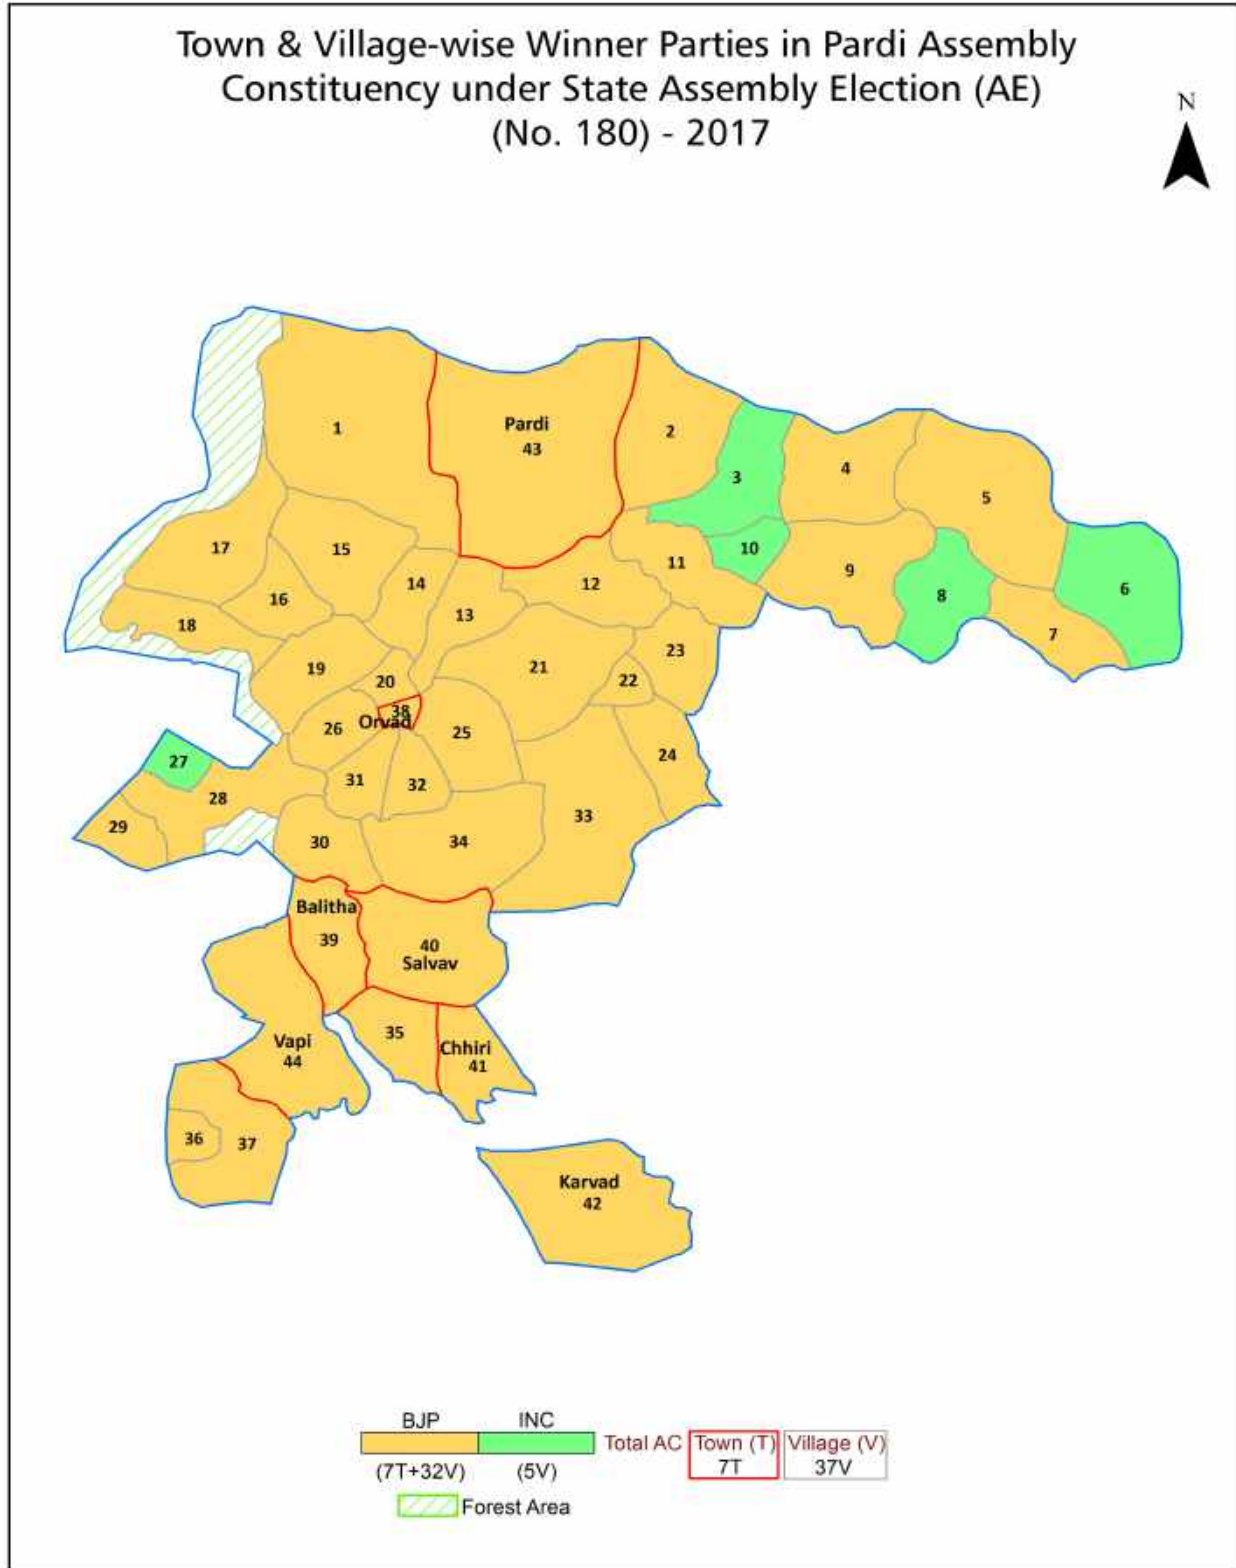 Town & Village-wise Winner Parties in Pardi Assembly
Constituency under State Assembly Election (AE)
(No. 180) - 2017
N
1
Pardi
43
2
3
4
5
6
7
8
9
10
11
12
13
14
15
16
17
18
19
20
21
22
23
24
25
26
38
Orvad
27
28
29
30
31
32
33
34
Balitha
39
40
Salvav
35
Chhiri
41
Vapi
44
36
37
Karvad
42
BJP
INC
Total AC
Town (T)
Village (V)
(7T+32V)
(5V)
7T
37V
Forest Area